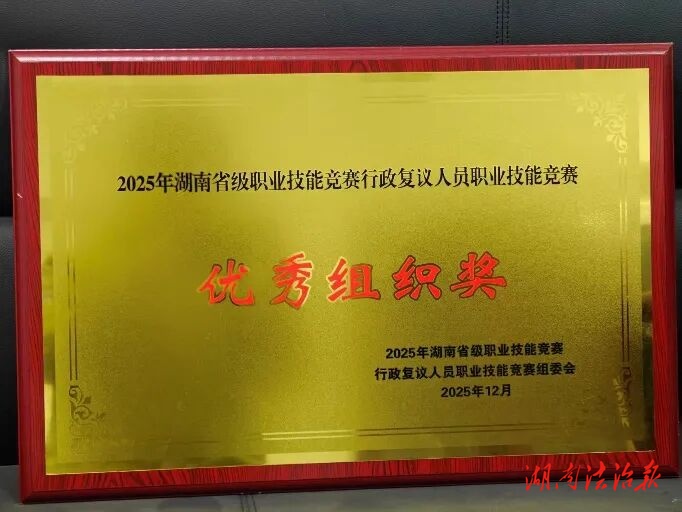 2025年湖南省级职业技能竞赛行政复议人员职业技能竞赛
优秀组织奖
2025年湖南省级职业技能竞赛
行政复议人员职业技能竞赛组委会
2025年12月
湖南法治报